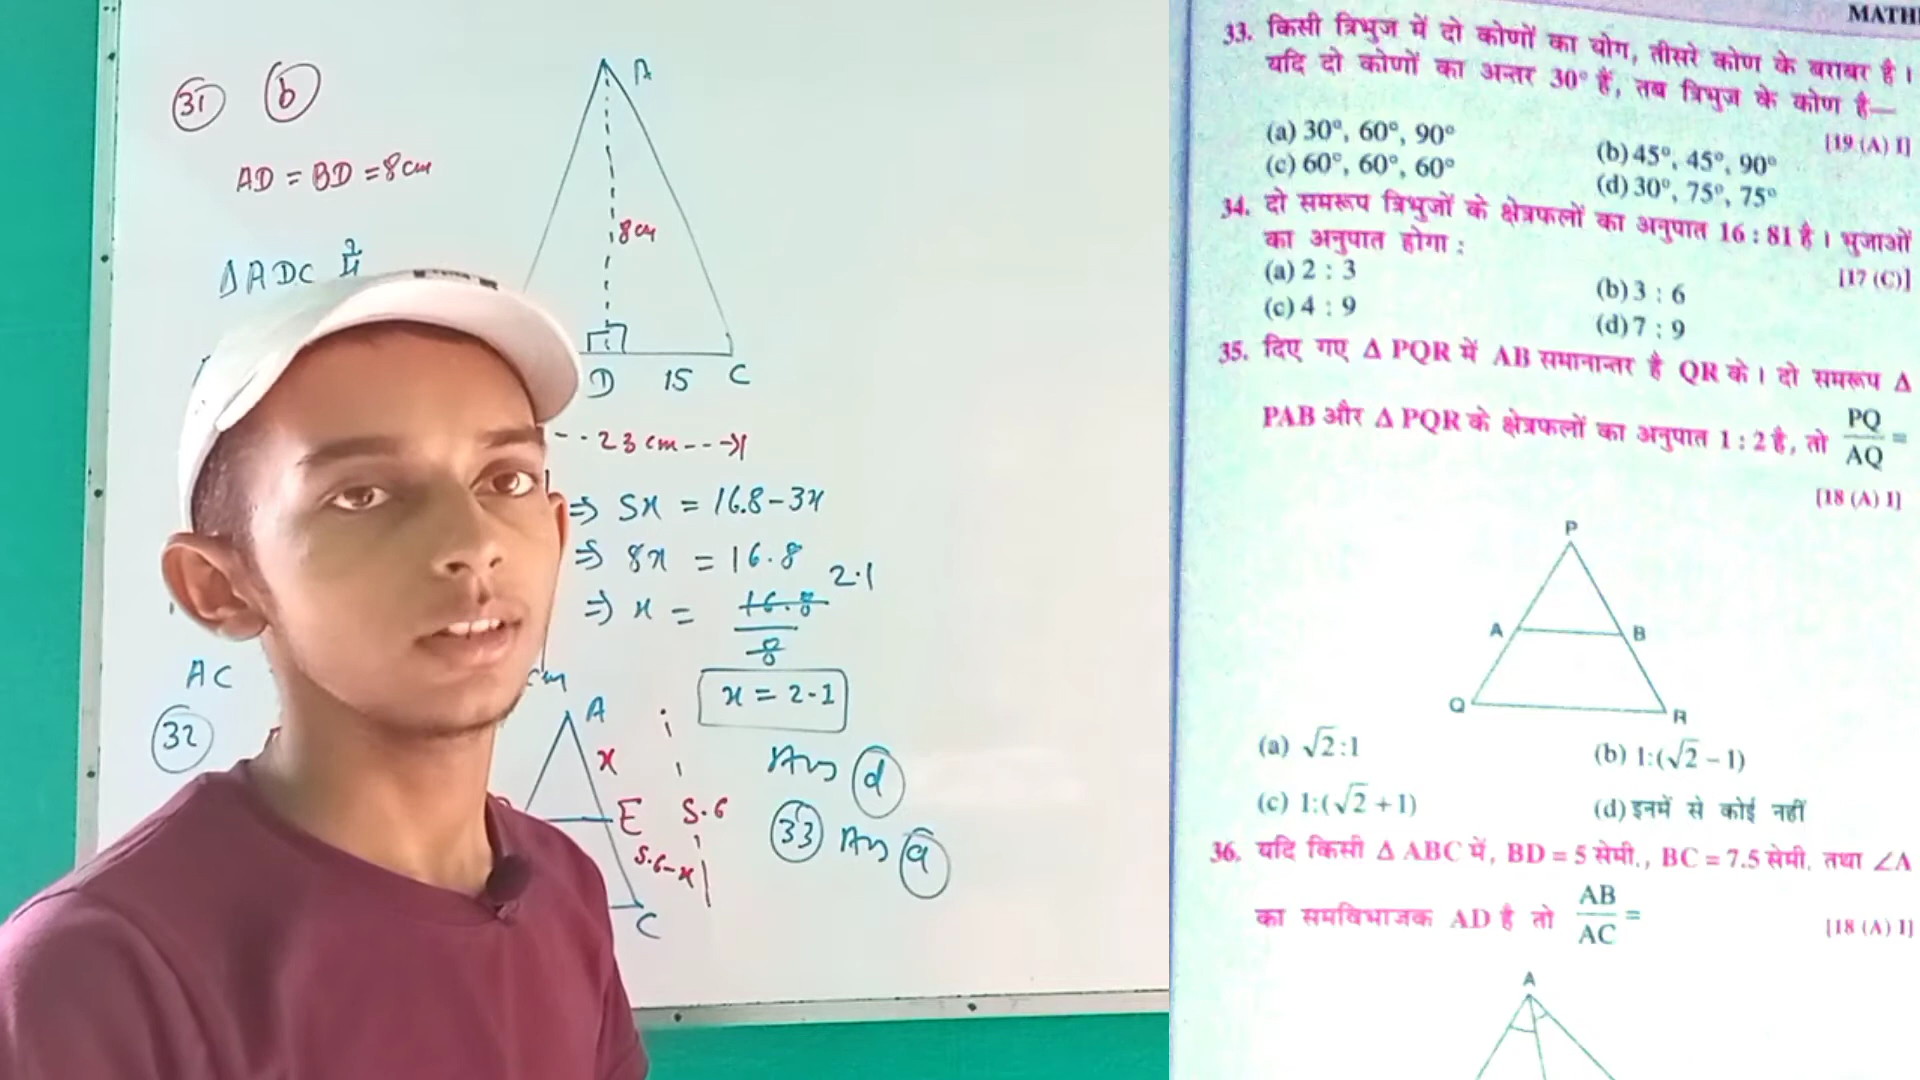 31 b
A
AD = BD = 8cm
8cm
ΔADC में
D 15 C
23 cm
⇒ 5x = 16.8-3x
⇒ 8x = 16.8
⇒ x = 16.8 2.1
8
x = 2.1
AC
cm
32
A
x
E
5.6
5.6-x
C
Ans d
33 Ans a
MATH
33. किसी त्रिभुज में दो कोणों का योग, तीसरे कोण के बराबर है।
यदि दो कोणों का अन्तर 30° है, तब त्रिभुज के कोण है—
[19 (A) I]
(a) 30°, 60°, 90° (b) 45°, 45°, 90°
(c) 60°, 60°, 60° (d) 30°, 75°, 75°
34. दो समरूप त्रिभुजों के क्षेत्रफलों का अनुपात 16 : 81 है। भुजाओं
का अनुपात होगा :
[17 (C)]
(a) 2 : 3 (b) 3 : 6
(c) 4 : 9 (d) 7 : 9
35. दिए गए Δ PQR में AB समानान्तर है QR के। दो समरूप Δ
PAB और Δ PQR के क्षेत्रफलों का अनुपात 1 : 2 है, तो PQ/AQ =
[18 (A) I]
P
A B
Q R
(a) √2:1 (b) 1:(√2 – 1)
(c) 1:(√2 + 1) (d) इनमें से कोई नहीं
36. यदि किसी Δ ABC में, BD = 5 सेमी., BC = 7.5 सेमी. तथा ∠A
का समविभाजक AD है तो AB/AC =
[18 (A) I]
A